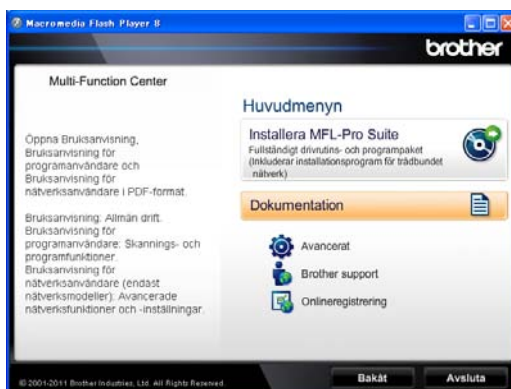 Macromedia Flash Player 8
brother
Multi-Function Center
Öppna Bruksanvisning,
Bruksanvisning för
programanvändare och
Bruksanvisning för
nätverksanvändare i PDF-format.
Bruksanvisning: Allmän drift.
Bruksanvisning för
programanvändare: Skannings- och
programfunktioner.
Bruksanvisning för
nätverksanvändare (endast
nätverksmodeller): Avancerade
nätverksfunktioner och -inställningar.
Huvudmenyn
Installera MFL-Pro Suite
Fullständigt drivrutins- och programpaket
(Inkluderar installationsprogram för trådbundet
nätverk)
Dokumentation
Avancerat
Brother support
Onlineregistrering
© 2001-2011 Brother Industries, Ltd. All Rights Reserved.
Bakåt
Avsluta